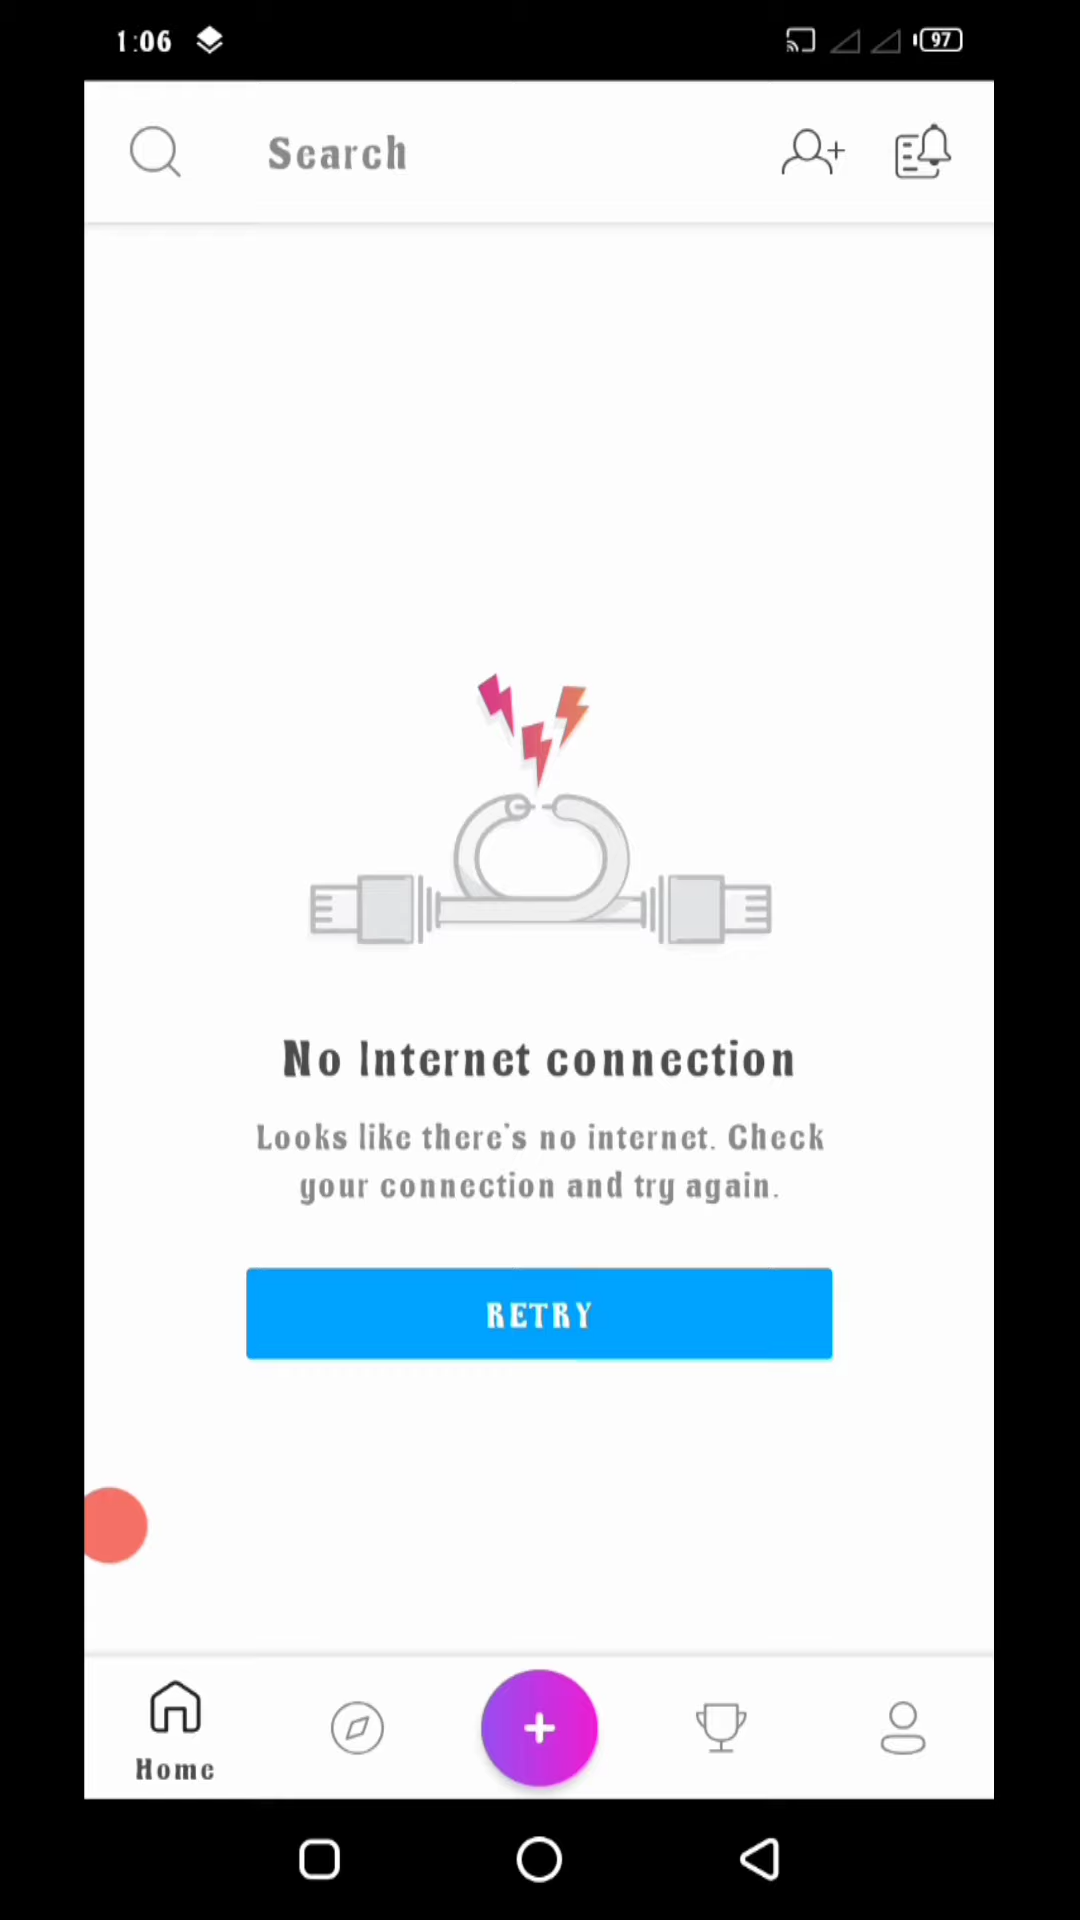 1:06
97
Search
No Internet connection
Looks like there's no internet. Check
your connection and try again.
RETRY
Home